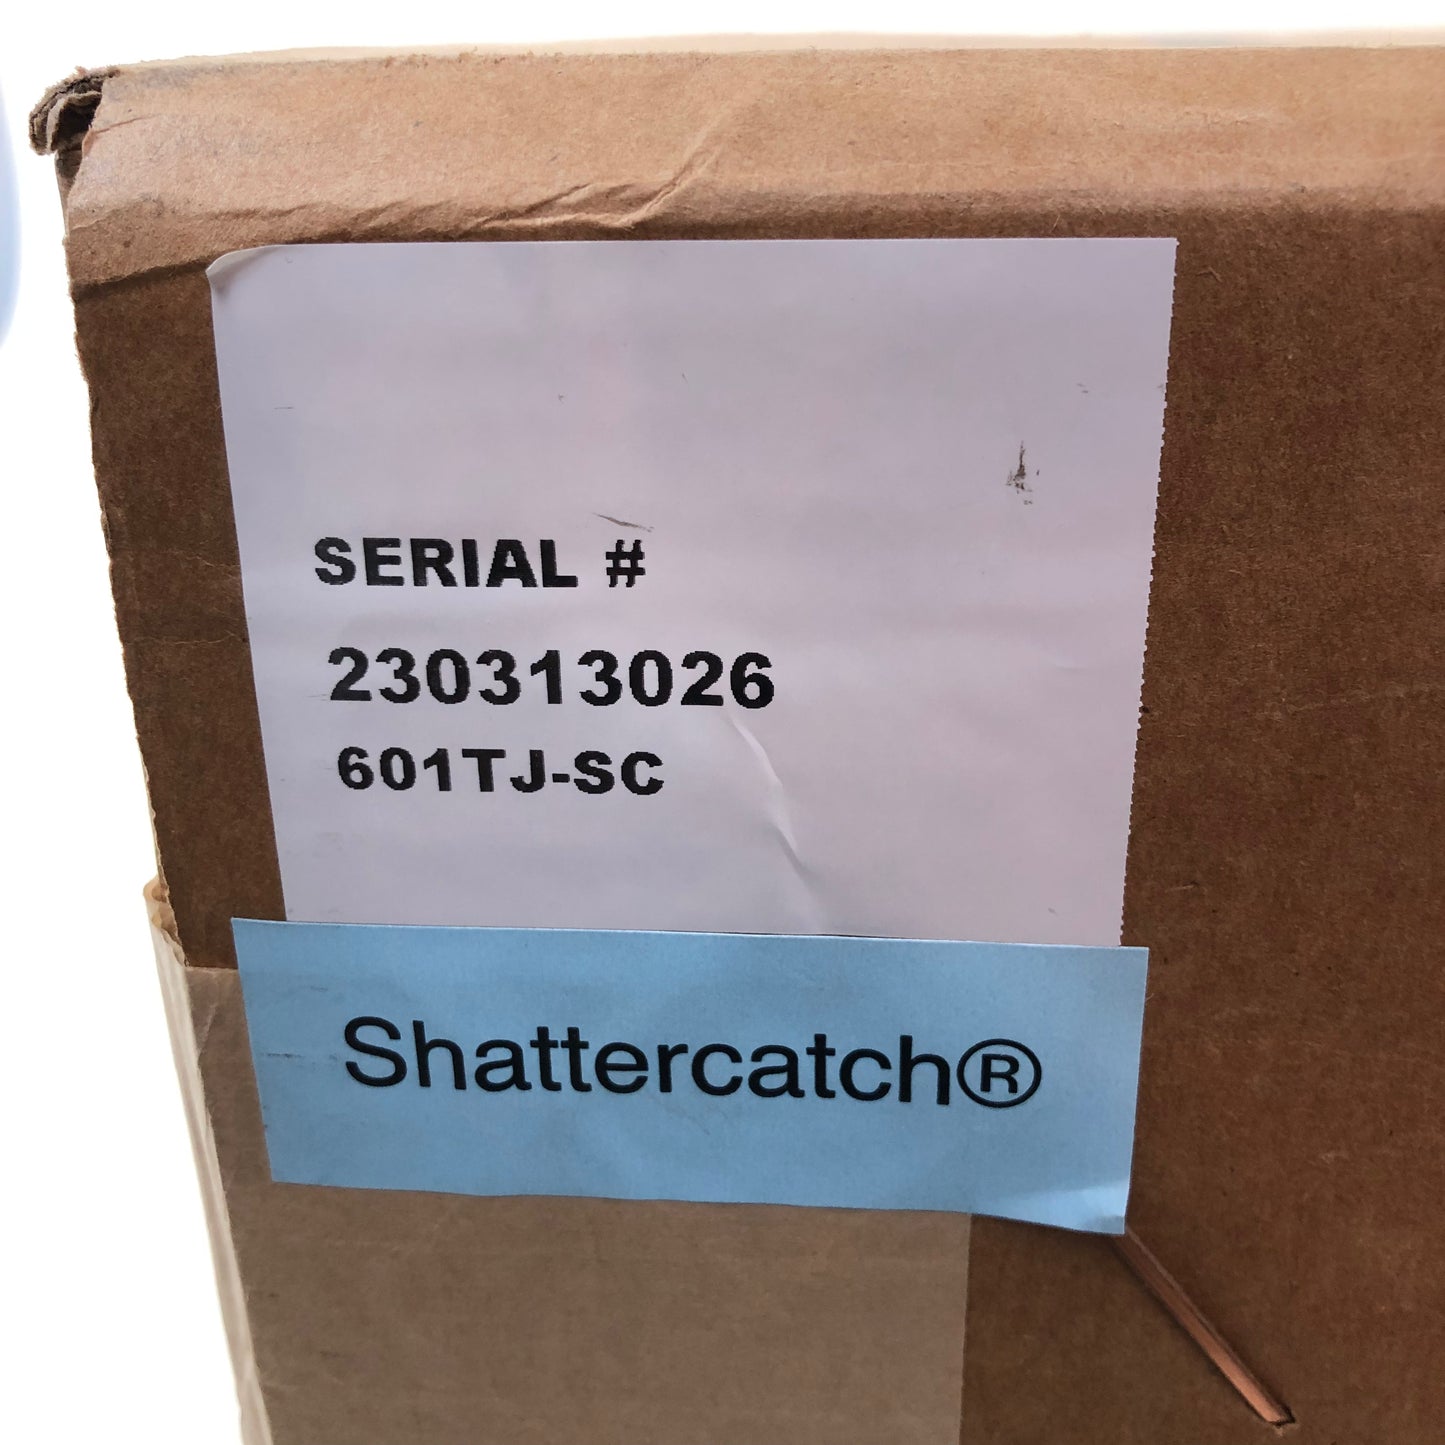 SERIAL #
230313026
601TJ-SC
Shattercatch®